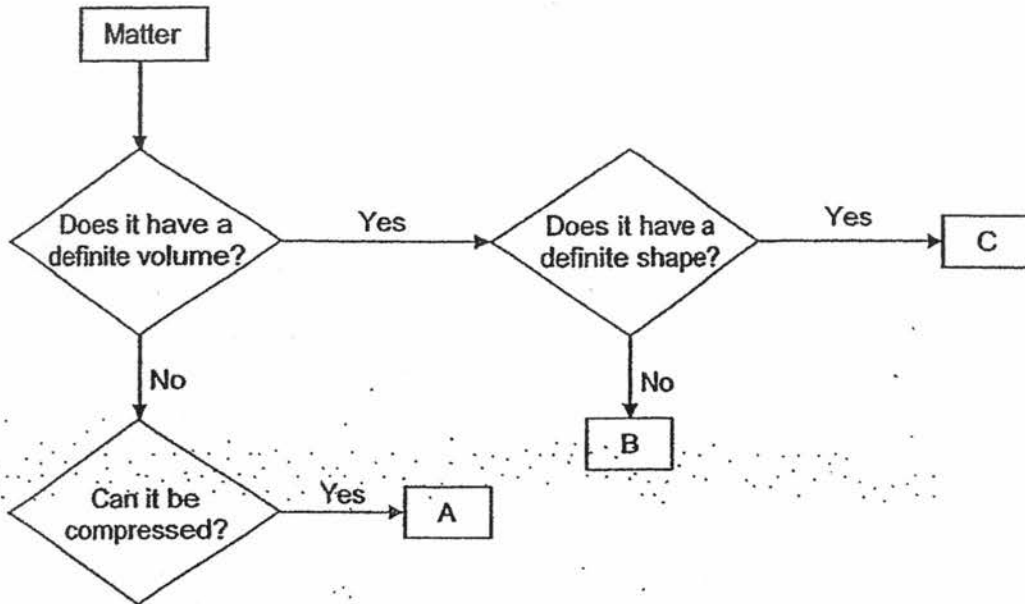 Matter
Does it have a
definite volume?
Yes
Does it have a
definite shape?
Yes
C
No
No
B
Can it be
compressed?
Yes
A